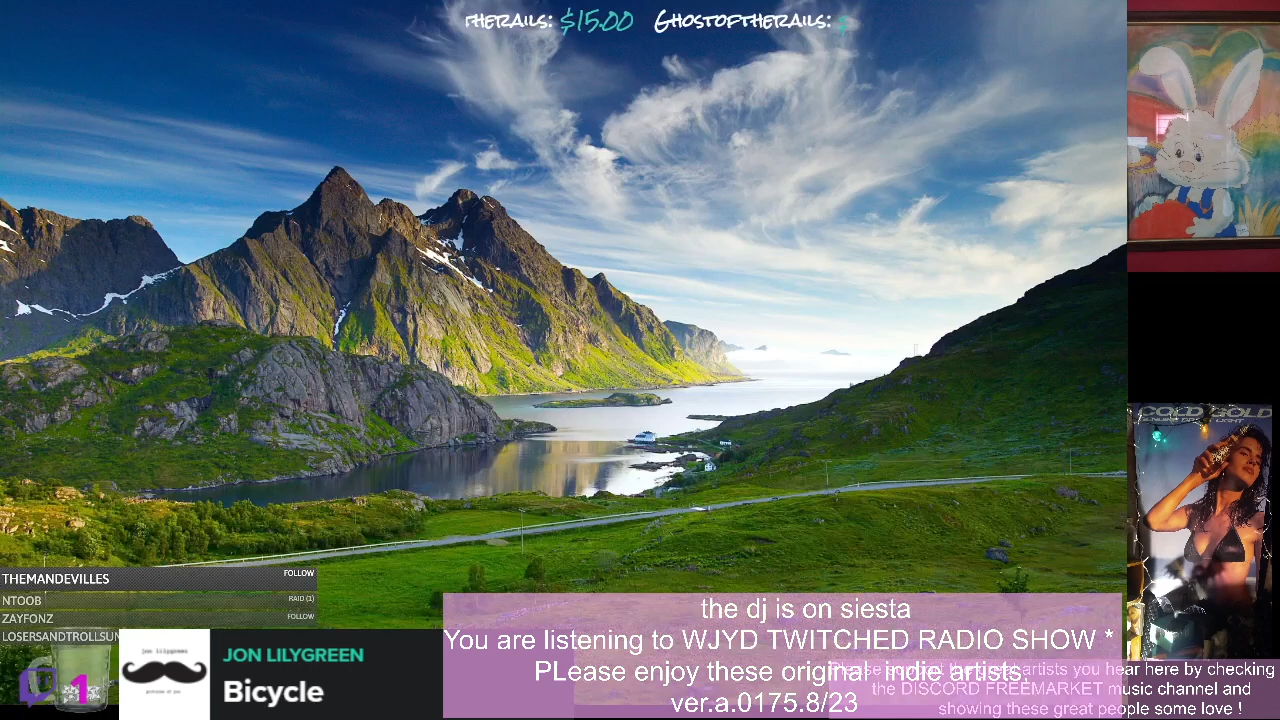 therails: $15.00 Ghostoftherails:
COLD GOLD
THEMANDEVILLES FOLLOW
NTOOB RAID (1)
ZAYFONZ FOLLOW
LOSERSANDTROLLSUN
1
jon lilygreen
JON LILYGREEN
Bicycle
the dj is on siesta
You are listening to WJYD TWITCHED RADIO SHOW *
PLease enjoy these original indie artists.
ver.a.0175.8/23
artists you hear here by checking
the DISCORD FREEMARKET music channel and
showing these great people some love !